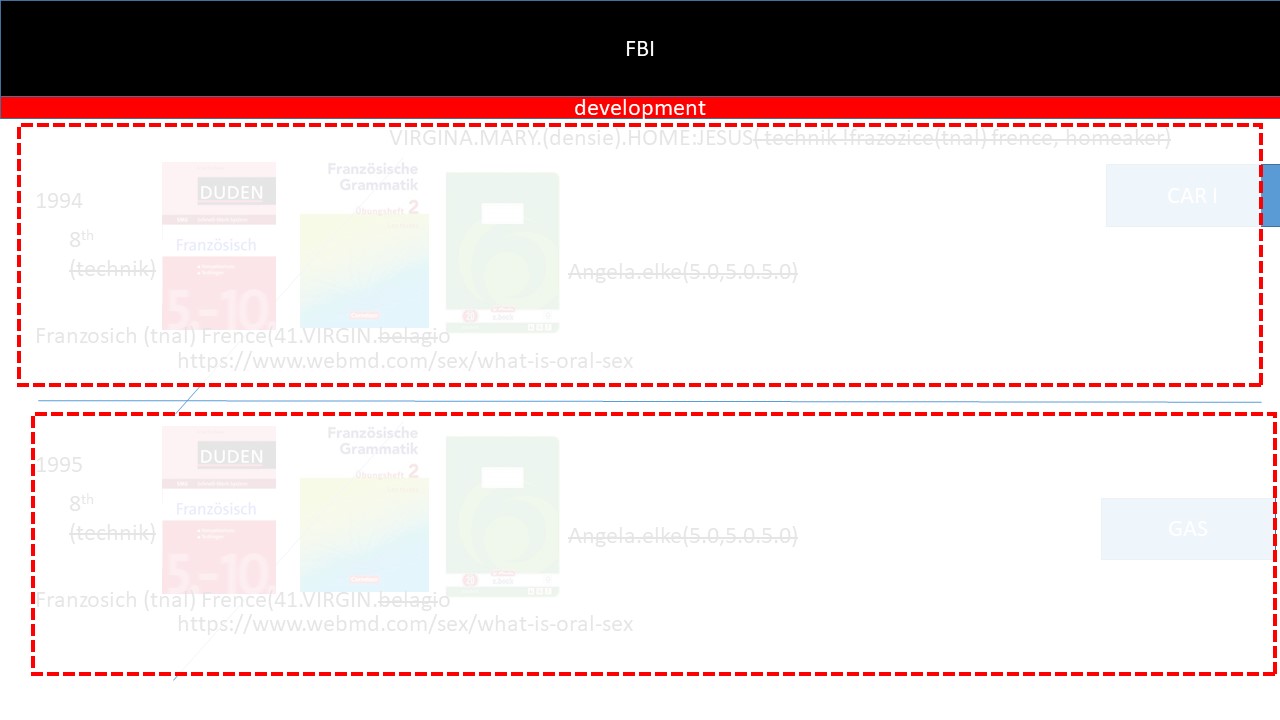 FBI
development
VIRGINA.MARY.(densie).HOME:JESUS( technik !frazozice(tnal) frence, homeaker)
1994
8th
(technik)
DUDEN
Französisch
5.-10.
Französische
Grammatik
Übungsheft 2
Angela.elke(5.0,5.0.5.0)
CAR I
Franzosich (tnal) Frence(41.VIRGIN.belagio
https://www.webmd.com/sex/what-is-oral-sex
1995
8th
(technik)
DUDEN
Französisch
5.-10.
Französische
Grammatik
Übungsheft 2
Angela.elke(5.0,5.0.5.0)
GAS
Franzosich (tnal) Frence(41.VIRGIN.belagio
https://www.webmd.com/sex/what-is-oral-sex